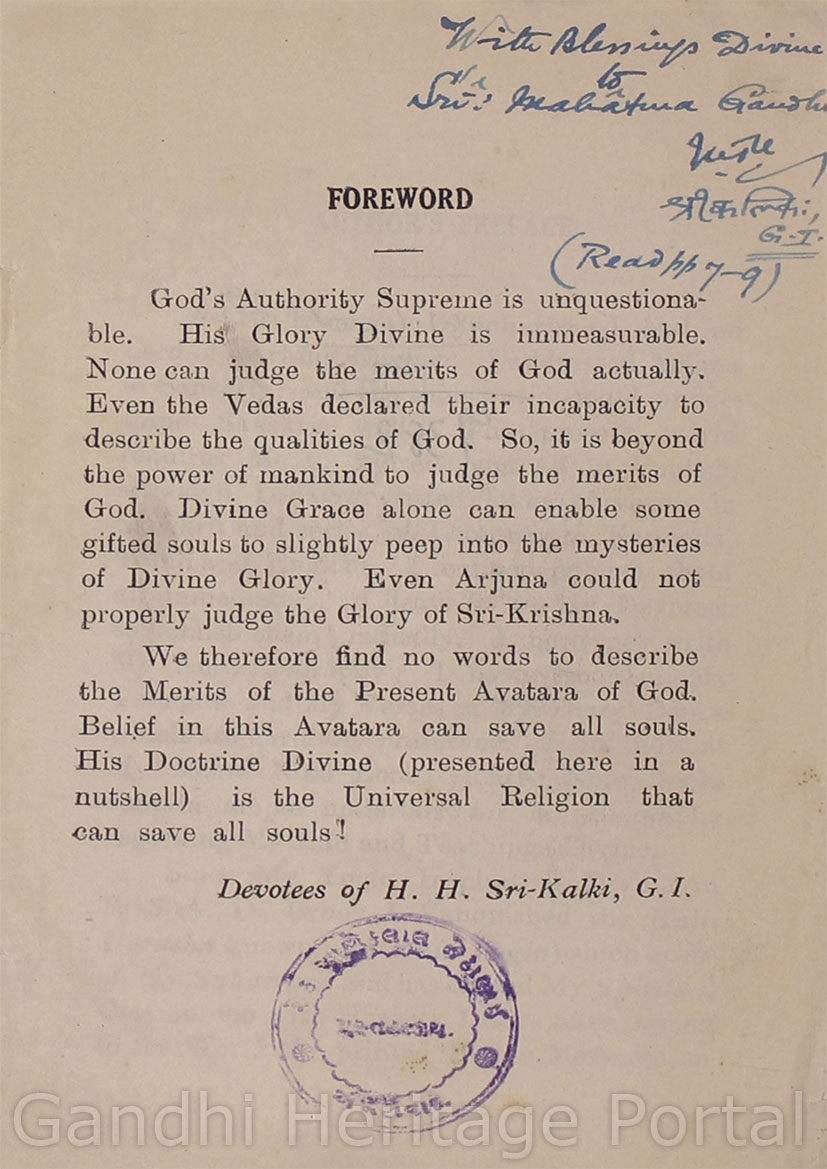 With Blessings Divine
to
Sri Mahâtma Gandhi
श्रीकल्किः,
G.I.
(Read pp 7-9)
FOREWORD
God's Authority Supreme is unquestiona-
ble. His Glory Divine is immeasurable.
None can judge the merits of God actually.
Even the Vedas declared their incapacity to
describe the qualities of God. So, it is beyond
the power of mankind to judge the merits of
God. Divine Grace alone can enable some
gifted souls to slightly peep into the mysteries
of Divine Glory. Even Arjuna could not
properly judge the Glory of Sri-Krishna.
We therefore find no words to describe
the Merits of the Present Avatara of God.
Belief in this Avatara can save all souls.
His Doctrine Divine (presented here in a
nutshell) is the Universal Religion that
can save all souls!
Devotees of H. H. Sri-Kalki, G. I.
Gandhi Heritage Portal